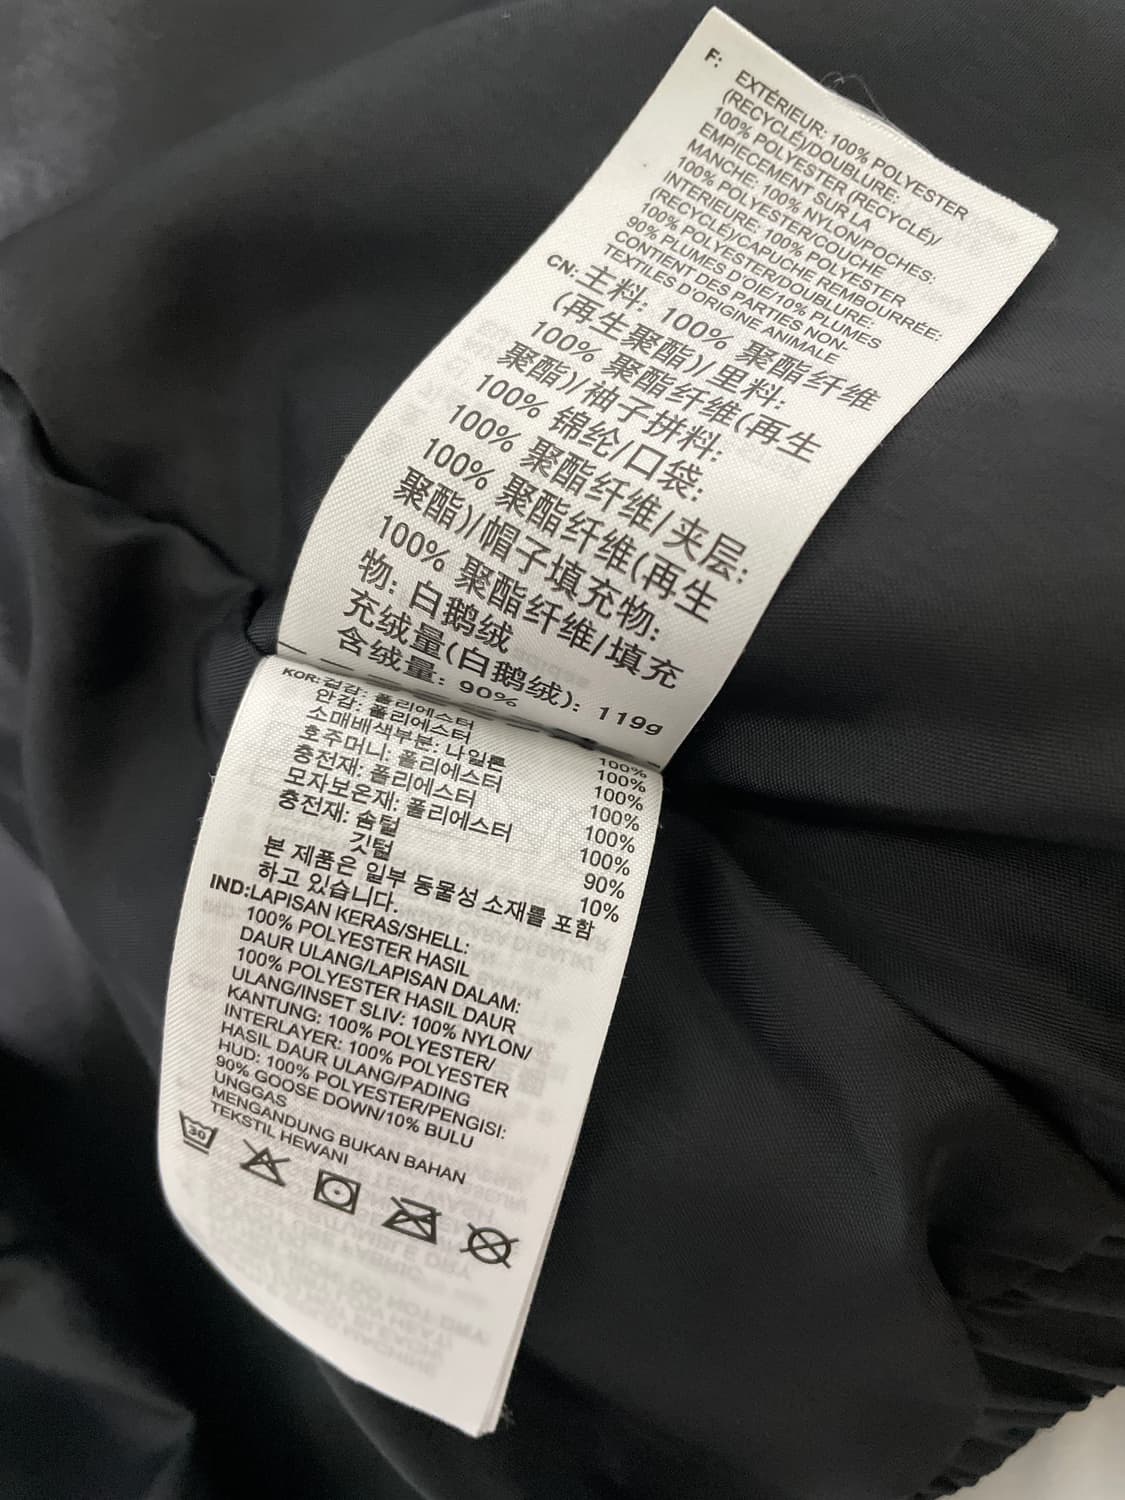 F: EXTÉRIEUR: 100% POLYESTER
(RECYCLÉ)/DOUBLURE:
100% POLYESTER (RECYCLÉ)/
EMPIECEMENT SUR LA
MANCHE: 100% NYLON/POCHES:
100% POLYESTER/COUCHE
INTERIEURE: 100% POLYESTER
(RECYCLÉ)/CAPUCHE REMBOURRÉE:
100% POLYESTER/DOUBLURE:
90% PLUMES D'OIE/10% PLUMES
CONTIENT DES PARTIES NON-
TEXTILES D'ORIGINE ANIMALE
CN: 主料: 100% 聚酯纤维
(再生聚酯)/里料:
100% 聚酯纤维(再生
聚酯)/袖子拼料:
100% 锦纶/口袋:
100% 聚酯纤维/夹层:
100% 聚酯纤维(再生
聚酯)/帽子填充物:
100% 聚酯纤维/填充
物: 白鹅绒
充绒量(白鹅绒): 119g
含绒量: 90%
KOR: 겉감: 폴리에스터 100%
안감: 폴리에스터 100%
소매배색부분: 나일론 100%
호주머니: 폴리에스터 100%
충전재: 폴리에스터 100%
모자보온재: 폴리에스터 100%
충전재: 솜털 90%
깃털 10%
본 제품은 일부 동물성 소재를 포함
하고 있습니다.
IND: LAPISAN KERAS/SHELL:
100% POLYESTER HASIL
DAUR ULANG/LAPISAN DALAM:
100% POLYESTER HASIL DAUR
ULANG/INSET SLIV: 100% NYLON/
KANTUNG: 100% POLYESTER/
INTERLAYER: 100% POLYESTER
HASIL DAUR ULANG/PADING
HUD: 100% POLYESTER/PENGISI:
90% GOOSE DOWN/10% BULU
UNGGAS
MENGANDUNG BUKAN BAHAN
TEKSTIL HEWANI
30